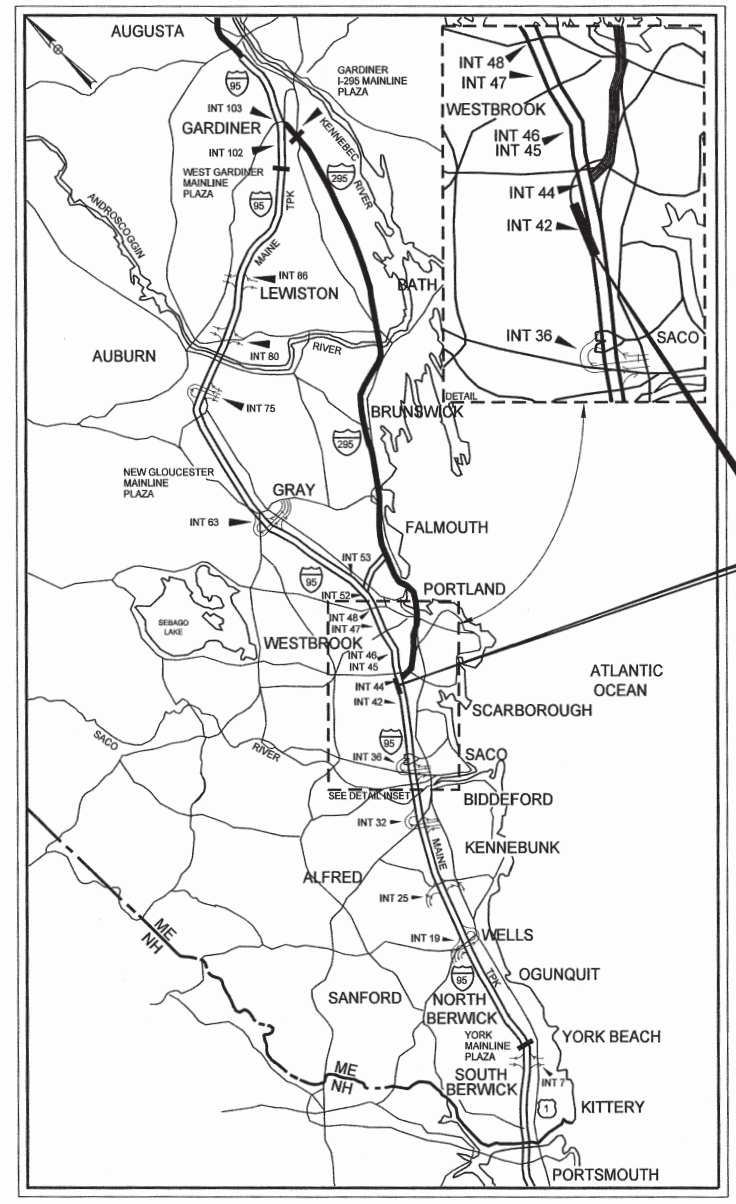 AUGUSTA
95
GARDINER
I-295 MAINLINE
PLAZA
INT 103
GARDINER
INT 102
KENNEBEC
RIVER
WEST GARDINER
MAINLINE
PLAZA
295
95
TPK
MAINE
ANDROSCOGGIN
INT 86
LEWISTON
BATH
AUBURN
INT 80
RIVER
INT 75
BRUNSWICK
295
NEW GLOUCESTER
MAINLINE
PLAZA
GRAY
INT 63
FALMOUTH
INT 53
95
INT 52
PORTLAND
INT 48
INT 47
SEBAGO
LAKE
WESTBROOK
INT 46
INT 45
INT 44
INT 42
ATLANTIC
OCEAN
SCARBOROUGH
SACO
RIVER
95
INT 36
SACO
SEE DETAIL INSET
BIDDEFORD
INT 32
MAINE
KENNEBUNK
ALFRED
INT 25
INT 19
WELLS
ME
NH
95
TPK
OGUNQUIT
SANFORD
NORTH
BERWICK
YORK
MAINLINE
PLAZA
YORK BEACH
ME
NH
SOUTH
BERWICK
INT 7
1
KITTERY
PORTSMOUTH
INT 48
INT 47
WESTBROOK
INT 46
INT 45
INT 44
INT 42
INT 36
SACO
DETAIL